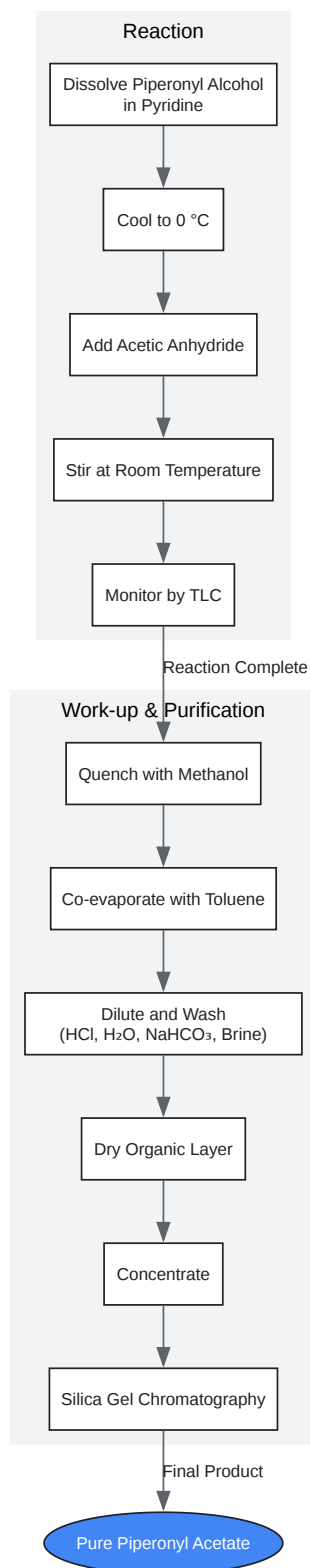 Reaction
Dissolve Piperonyl Alcohol
in Pyridine
Cool to 0 °C
Add Acetic Anhydride
Stir at Room Temperature
Monitor by TLC
Reaction Complete
Work-up & Purification
Quench with Methanol
Co-evaporate with Toluene
Dilute and Wash
(HCl, H₂O, NaHCO₃, Brine)
Dry Organic Layer
Concentrate
Silica Gel Chromatography
Final Product
Pure Piperonyl Acetate